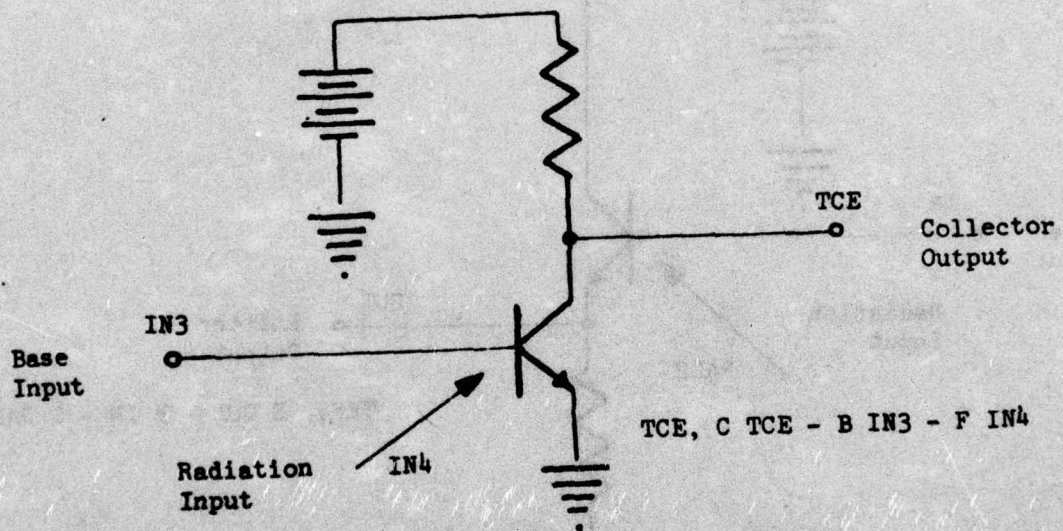 TCE
Collector
Output
IN3
Base
Input
TCE, C TCE - B IN3 - F IN4
Radiation
Input
IN4